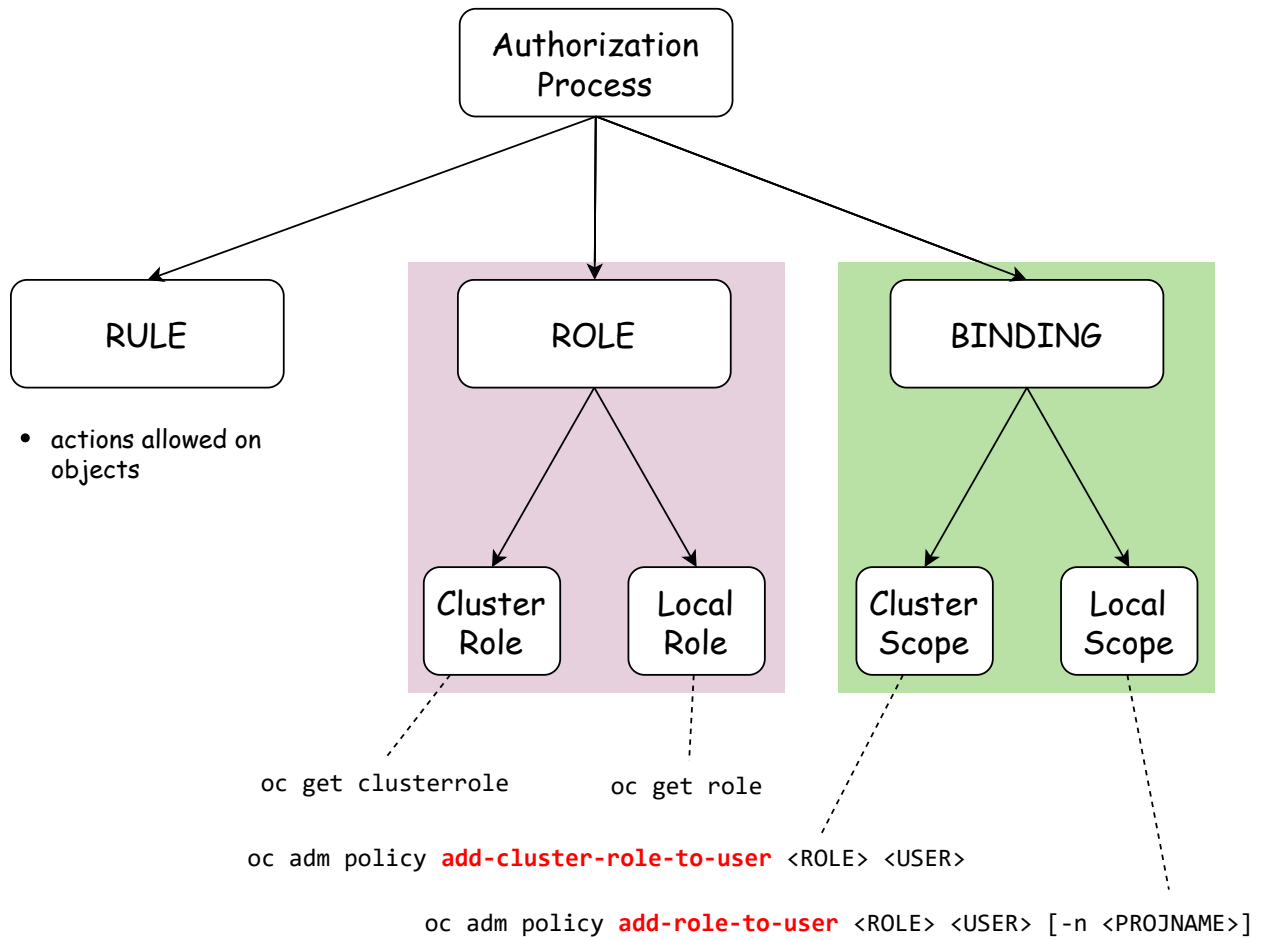 Authorization
Process
RULE
ROLE
BINDING
• actions allowed on
objects
Cluster
Role
Local
Role
Cluster
Scope
Local
Scope
oc get clusterrole
oc get role
oc adm policy add-cluster-role-to-user <ROLE> <USER>
oc adm policy add-role-to-user <ROLE> <USER> [-n <PROJNAME>]